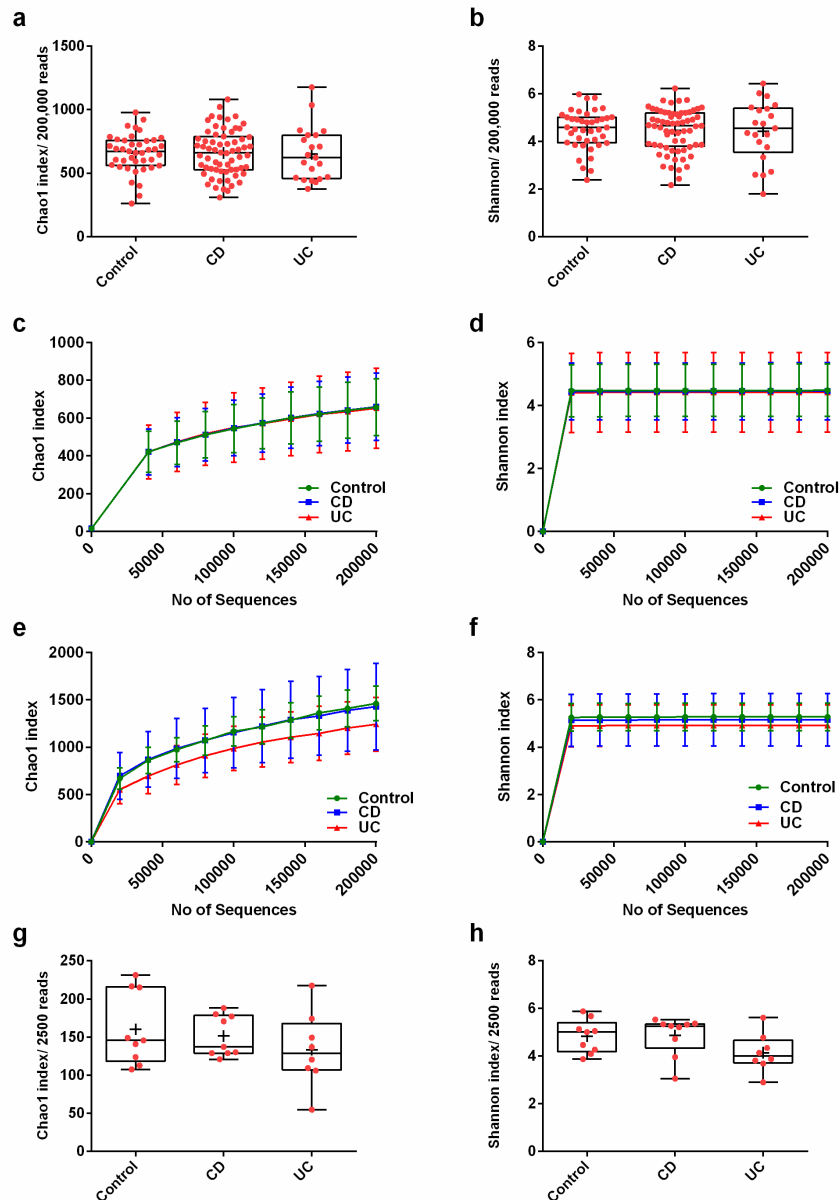 a
Chao1 index/ 200,000 reads
1500
1000
500
0
Control
CD
UC
b
Shannon/ 200,000 reads
8
6
4
2
0
Control
CD
UC
c
Chao1 index
1000
800
600
400
200
0
0
50000
100000
150000
200000
No of Sequences
Control
CD
UC
d
Shannon index
6
4
2
0
0
50000
100000
150000
200000
No of Sequences
Control
CD
UC
e
Chao1 index
2000
1500
1000
500
0
0
50000
100000
150000
200000
No of Sequences
Control
CD
UC
f
Shannon index
8
6
4
2
0
0
50000
100000
150000
200000
No of Sequences
Control
CD
UC
g
Chao1 index/ 2500 reads
250
200
150
100
50
0
Control
CD
UC
h
Shannon index/ 2500 reads
8
6
4
2
0
Control
CD
UC